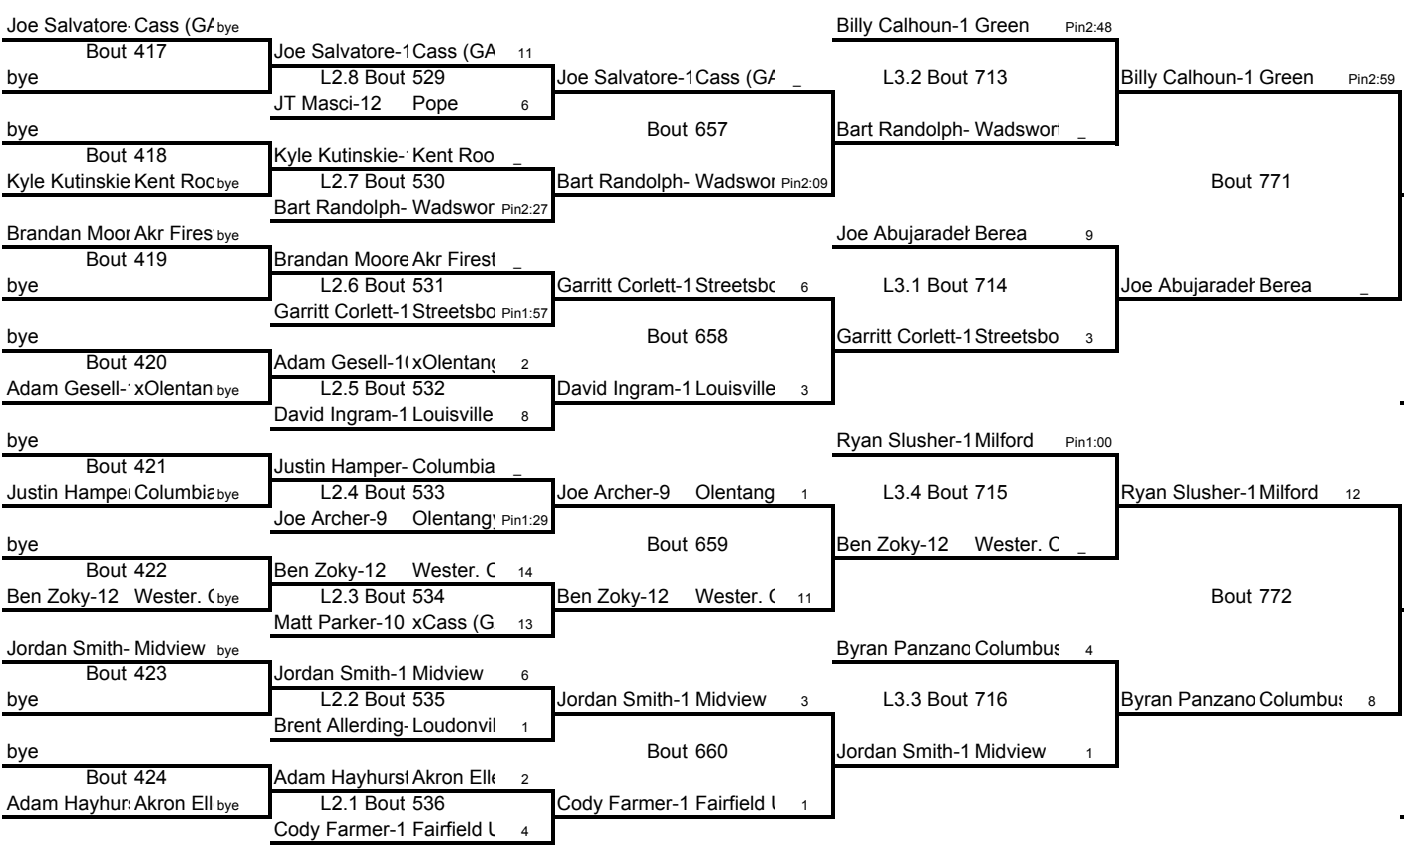 Joe Salvatore- Cass (GA bye
Billy Calhoun-1 Green Pin2:48
Bout 417
Joe Salvatore-1 Cass (GA 11
bye
L2.8 Bout 529
Joe Salvatore-1 Cass (GA _
L3.2 Bout 713
Billy Calhoun-1 Green Pin2:59
JT Masci-12 Pope 6
bye
Bout 657
Bart Randolph- Wadswor _
Bout 418
Kyle Kutinskie- Kent Roo _
Kyle Kutinskie Kent Roo bye
L2.7 Bout 530
Bart Randolph- Wadswor Pin2:09
Bout 771
Bart Randolph- Wadswor Pin2:27
Brandan Moor Akr Fires bye
Joe Abujaradeh Berea 9
Bout 419
Brandan Moore Akr Firest _
bye
L2.6 Bout 531
Garritt Corlett-1 Streetsbo 6
L3.1 Bout 714
Joe Abujaradeh Berea _
Garritt Corlett-1 Streetsbo Pin1:57
bye
Bout 658
Garritt Corlett-1 Streetsbo 3
Bout 420
Adam Gesell-10 xOlentang 2
Adam Gesell- xOlentan bye
L2.5 Bout 532
David Ingram-1 Louisville 3
David Ingram-1 Louisville 8
bye
Ryan Slusher-1 Milford Pin1:00
Bout 421
Justin Hamper- Columbia _
Justin Hamper Columbia bye
L2.4 Bout 533
Joe Archer-9 Olentang 1
L3.4 Bout 715
Ryan Slusher-1 Milford 12
Joe Archer-9 Olentangy Pin1:29
bye
Bout 659
Ben Zoky-12 Wester. C _
Bout 422
Ben Zoky-12 Wester. C 14
Ben Zoky-12 Wester. ( bye
L2.3 Bout 534
Ben Zoky-12 Wester. ( 11
Bout 772
Matt Parker-10 xCass (G 13
Jordan Smith- Midview bye
Byran Panzano Columbus 4
Bout 423
Jordan Smith-1 Midview 6
bye
L2.2 Bout 535
Jordan Smith-1 Midview 3
L3.3 Bout 716
Byran Panzano Columbus 8
Brent Allerding- Loudonvil 1
bye
Bout 660
Jordan Smith-1 Midview 1
Bout 424
Adam Hayhurst Akron Elle 2
Adam Hayhur Akron Ell bye
L2.1 Bout 536
Cody Farmer-1 Fairfield U 1
Cody Farmer-1 Fairfield U 4